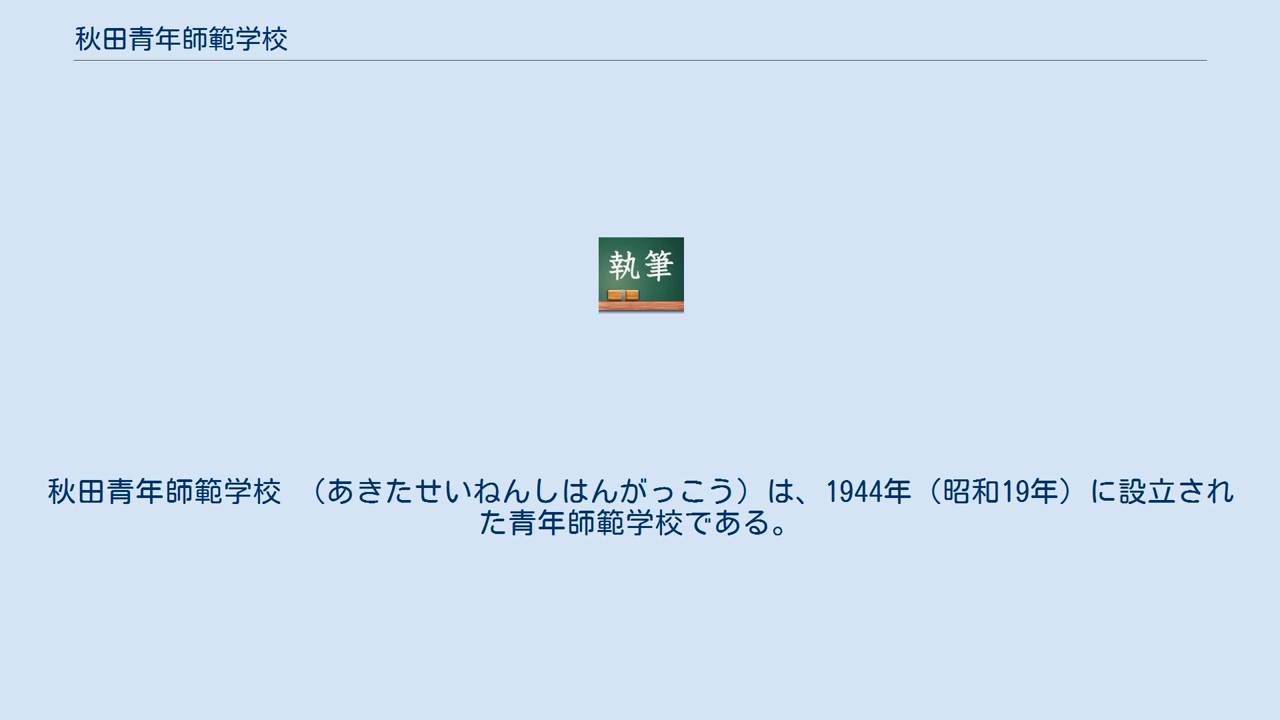 秋田青年師範学校
執筆
秋田青年師範学校 （あきたせいねんしはんがっこう）は、1944年（昭和19年）に設立され
た青年師範学校である。